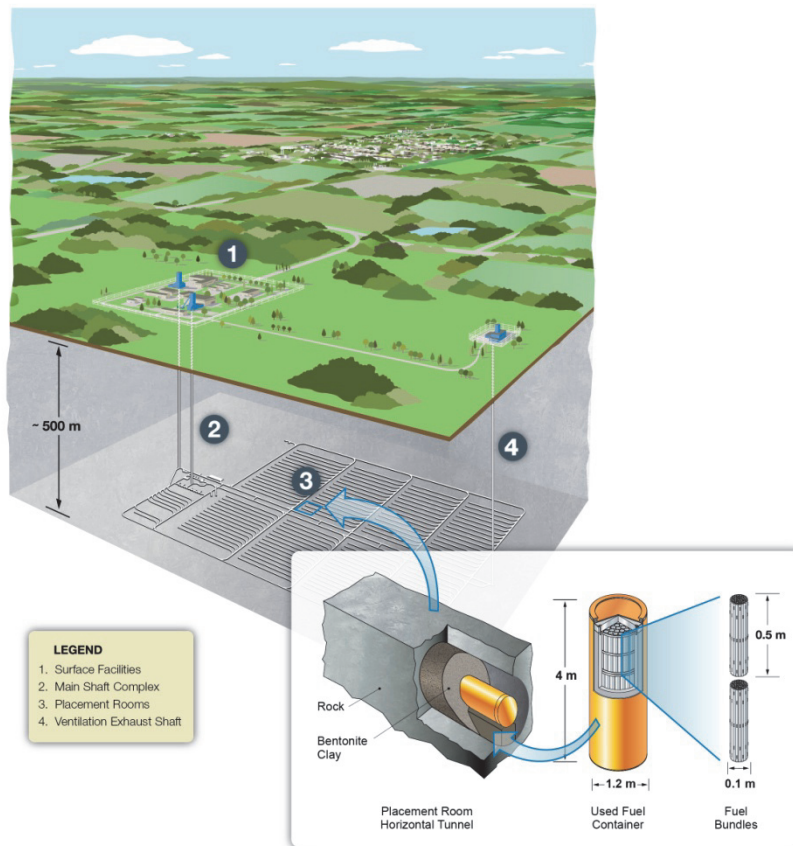 1
2
3
4
~ 500 m
LEGEND
1. Surface Facilities
2. Main Shaft Complex
3. Placement Rooms
4. Ventilation Exhaust Shaft
Rock
Bentonite
Clay
4 m
0.5 m
1.2 m
0.1 m
Placement Room
Horizontal Tunnel
Used Fuel
Container
Fuel
Bundles